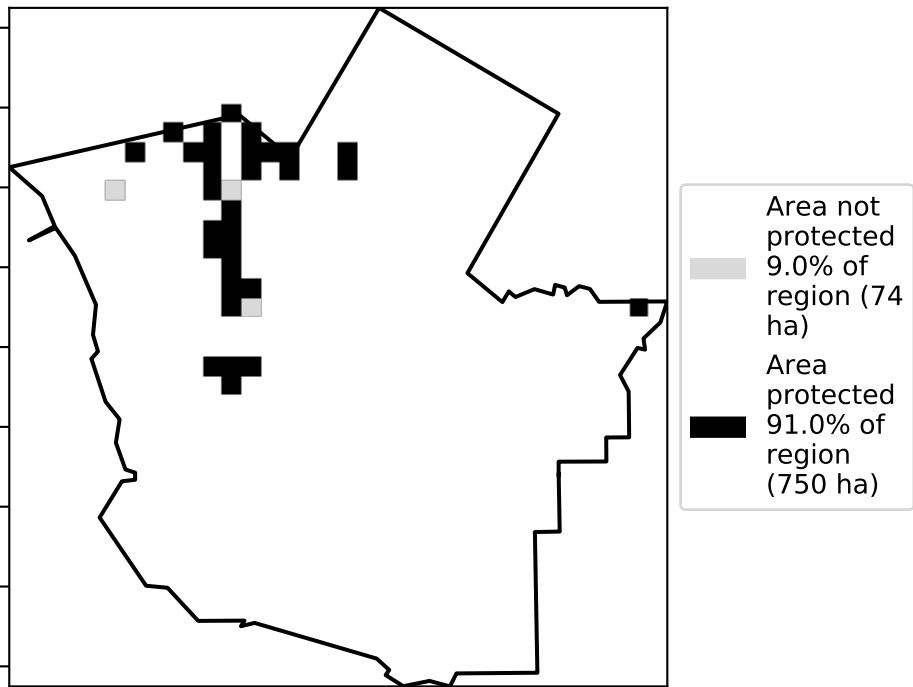 Area not
protected
9.0% of
region (74
ha)
Area
protected
91.0% of
region
(750 ha)